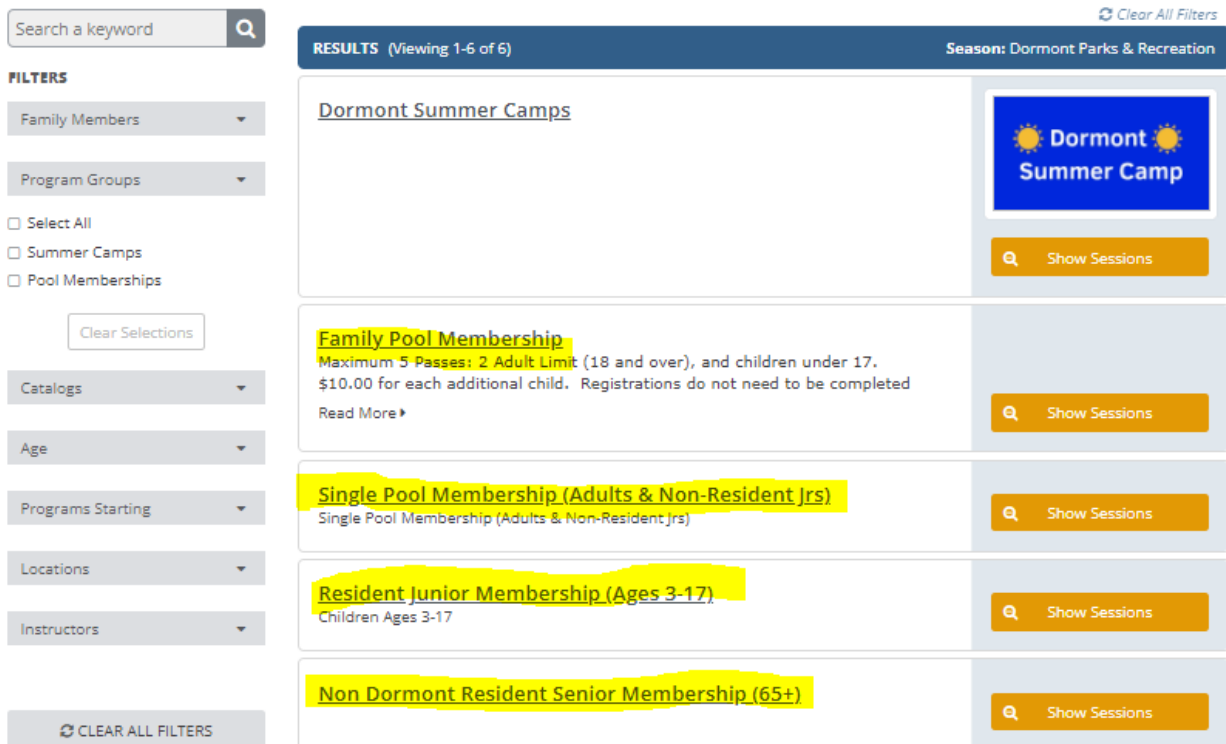 Search a keyword
FILTERS
Family Members
Program Groups
Select All
Summer Camps
Pool Memberships
Clear Selections
Catalogs
Age
Programs Starting
Locations
Instructors
CLEAR ALL FILTERS
Clear All Filters
RESULTS (Viewing 1-6 of 6) Season: Dormont Parks & Recreation
Dormont Summer Camps
Dormont
Summer Camp
Show Sessions
Family Pool Membership
Maximum 5 Passes: 2 Adult Limit (18 and over), and children under 17.
$10.00 for each additional child. Registrations do not need to be completed
Read More
Show Sessions
Single Pool Membership (Adults & Non-Resident Jrs)
Single Pool Membership (Adults & Non-Resident Jrs)
Show Sessions
Resident Junior Membership (Ages 3-17)
Children Ages 3-17
Show Sessions
Non Dormont Resident Senior Membership (65+)
Show Sessions